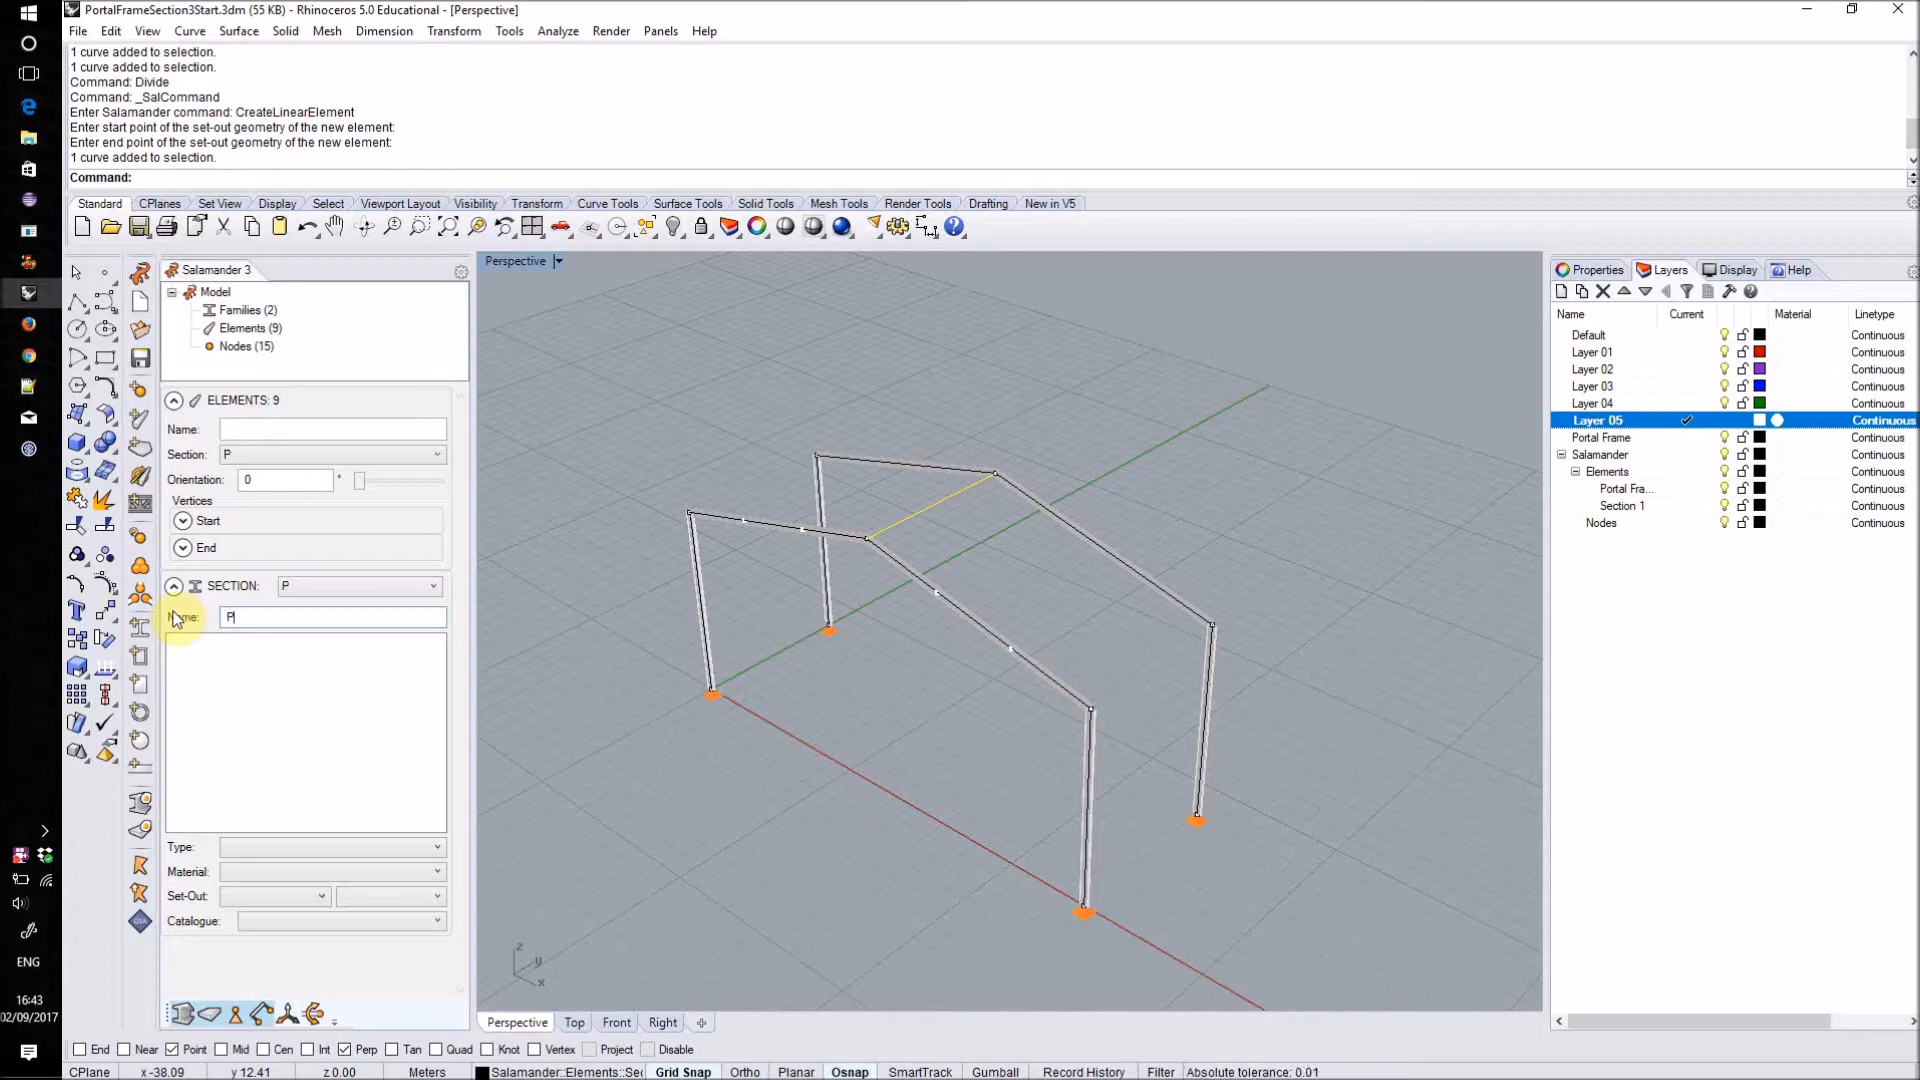 PortalFrameSection3Start.3dm (55 KB) - Rhinoceros 5.0 Educational - [Perspective]
File Edit View Curve Surface Solid Mesh Dimension Transform Tools Analyze Render Panels Help
1 curve added to selection.
1 curve added to selection.
Command: Divide
Command: _SalCommand
Enter Salamander command: CreateLinearElement
Enter start point of the set-out geometry of the new element:
Enter end point of the set-out geometry of the new element:
1 curve added to selection.
Command:
Standard CPlanes Set View Display Select Viewport Layout Visibility Transform Curve Tools Surface Tools Solid Tools Mesh Tools Render Tools Drafting New in V5
Salamander 3
Model
Families (2)
Elements (9)
Nodes (15)
ELEMENTS: 9
Name:
Section: P
Orientation: 0 °
Vertices
Start
End
SECTION: P
Name: P
Type:
Material:
Set-Out:
Catalogue:
GSA
Perspective
z
y
x
Perspective Top Front Right
Properties Layers Display Help
Name Current Material Linetype
Default Continuous
Layer 01 Continuous
Layer 02 Continuous
Layer 03 Continuous
Layer 04 Continuous
Layer 05 Continuous
Portal Frame Continuous
Salamander Continuous
Elements Continuous
Portal Fra... Continuous
Section 1 Continuous
Nodes Continuous
ENG
16:43
02/09/2017
End Near Point Mid Cen Int Perp Tan Quad Knot Vertex Project Disable
CPlane x -38.09 y 12.41 z 0.00 Meters Salamander::Elements::Sec Grid Snap Ortho Planar Osnap SmartTrack Gumball Record History Filter Absolute tolerance: 0.01